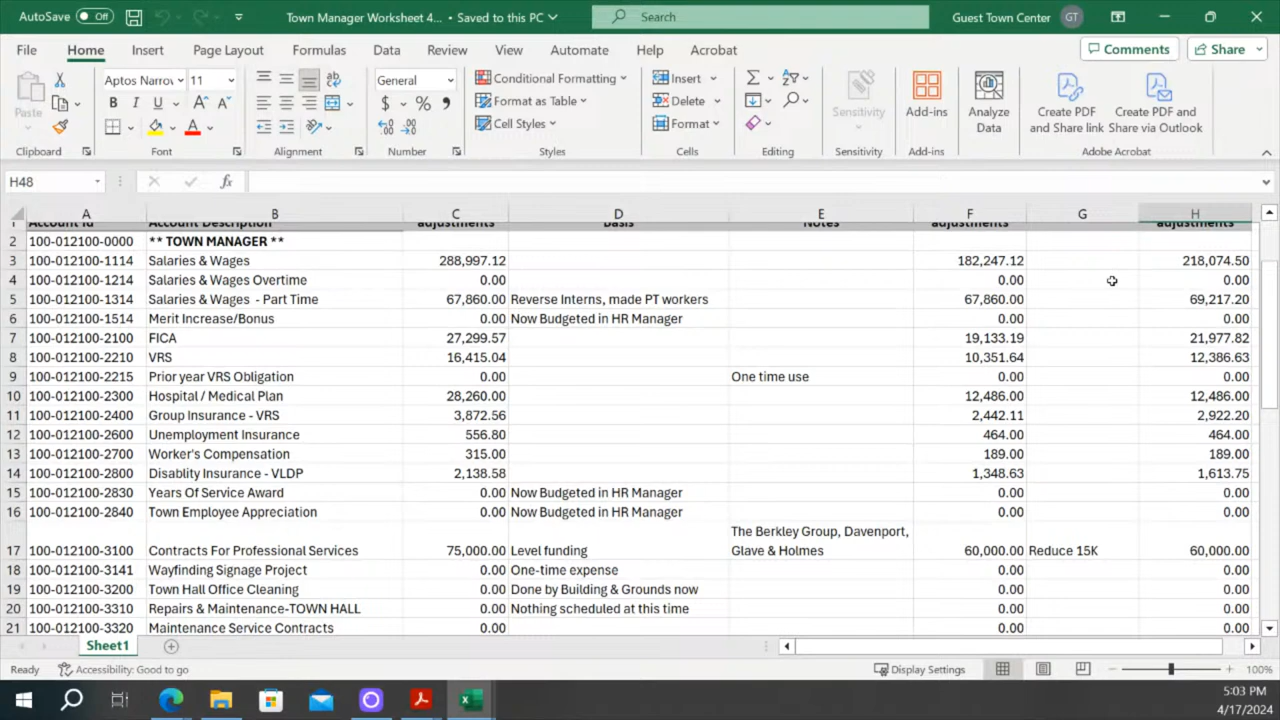 AutoSave Off Town Manager Worksheet 4... • Saved to this PC Search Guest Town Center GT
File Home Insert Page Layout Formulas Data Review View Automate Help Acrobat Comments Share
Paste Aptos Narrov 11 General Conditional Formatting Insert Sensitivity Add-ins Analyze Data Create PDF and Share link Create PDF and Share via Outlook
B I U A A ab $ % Format as Table Delete
A Cell Styles Format
Clipboard Font Alignment Number Styles Cells Editing Sensitivity Add-ins Adobe Acrobat
H48 fx
A B C D E F G H
1 Account Id Account Description adjustments Basis Notes adjustments adjustments
2 100-012100-0000 ** TOWN MANAGER **
3 100-012100-1114 Salaries & Wages 288,997.12 182,247.12 218,074.50
4 100-012100-1214 Salaries & Wages Overtime 0.00 0.00 0.00
5 100-012100-1314 Salaries & Wages - Part Time 67,860.00 Reverse Interns, made PT workers 67,860.00 69,217.20
6 100-012100-1514 Merit Increase/Bonus 0.00 Now Budgeted in HR Manager 0.00 0.00
7 100-012100-2100 FICA 27,299.57 19,133.19 21,977.82
8 100-012100-2210 VRS 16,415.04 10,351.64 12,386.63
9 100-012100-2215 Prior year VRS Obligation 0.00 One time use 0.00 0.00
10 100-012100-2300 Hospital / Medical Plan 28,260.00 12,486.00 12,486.00
11 100-012100-2400 Group Insurance - VRS 3,872.56 2,442.11 2,922.20
12 100-012100-2600 Unemployment Insurance 556.80 464.00 464.00
13 100-012100-2700 Worker's Compensation 315.00 189.00 189.00
14 100-012100-2800 Disablity Insurance - VLDP 2,138.58 1,348.63 1,613.75
15 100-012100-2830 Years Of Service Award 0.00 Now Budgeted in HR Manager 0.00 0.00
16 100-012100-2840 Town Employee Appreciation 0.00 Now Budgeted in HR Manager 0.00 0.00
The Berkley Group, Davenport,
17 100-012100-3100 Contracts For Professional Services 75,000.00 Level funding Glave & Holmes 60,000.00 Reduce 15K 60,000.00
18 100-012100-3141 Wayfinding Signage Project 0.00 One-time expense 0.00 0.00
19 100-012100-3200 Town Hall Office Cleaning 0.00 Done by Building & Grounds now 0.00 0.00
20 100-012100-3310 Repairs & Maintenance-TOWN HALL 0.00 Nothing scheduled at this time 0.00 0.00
21 100-012100-3320 Maintenance Service Contracts 0.00 0.00 0.00
Sheet1
Ready Accessibility: Good to go Display Settings 100%
5:03 PM
4/17/2024